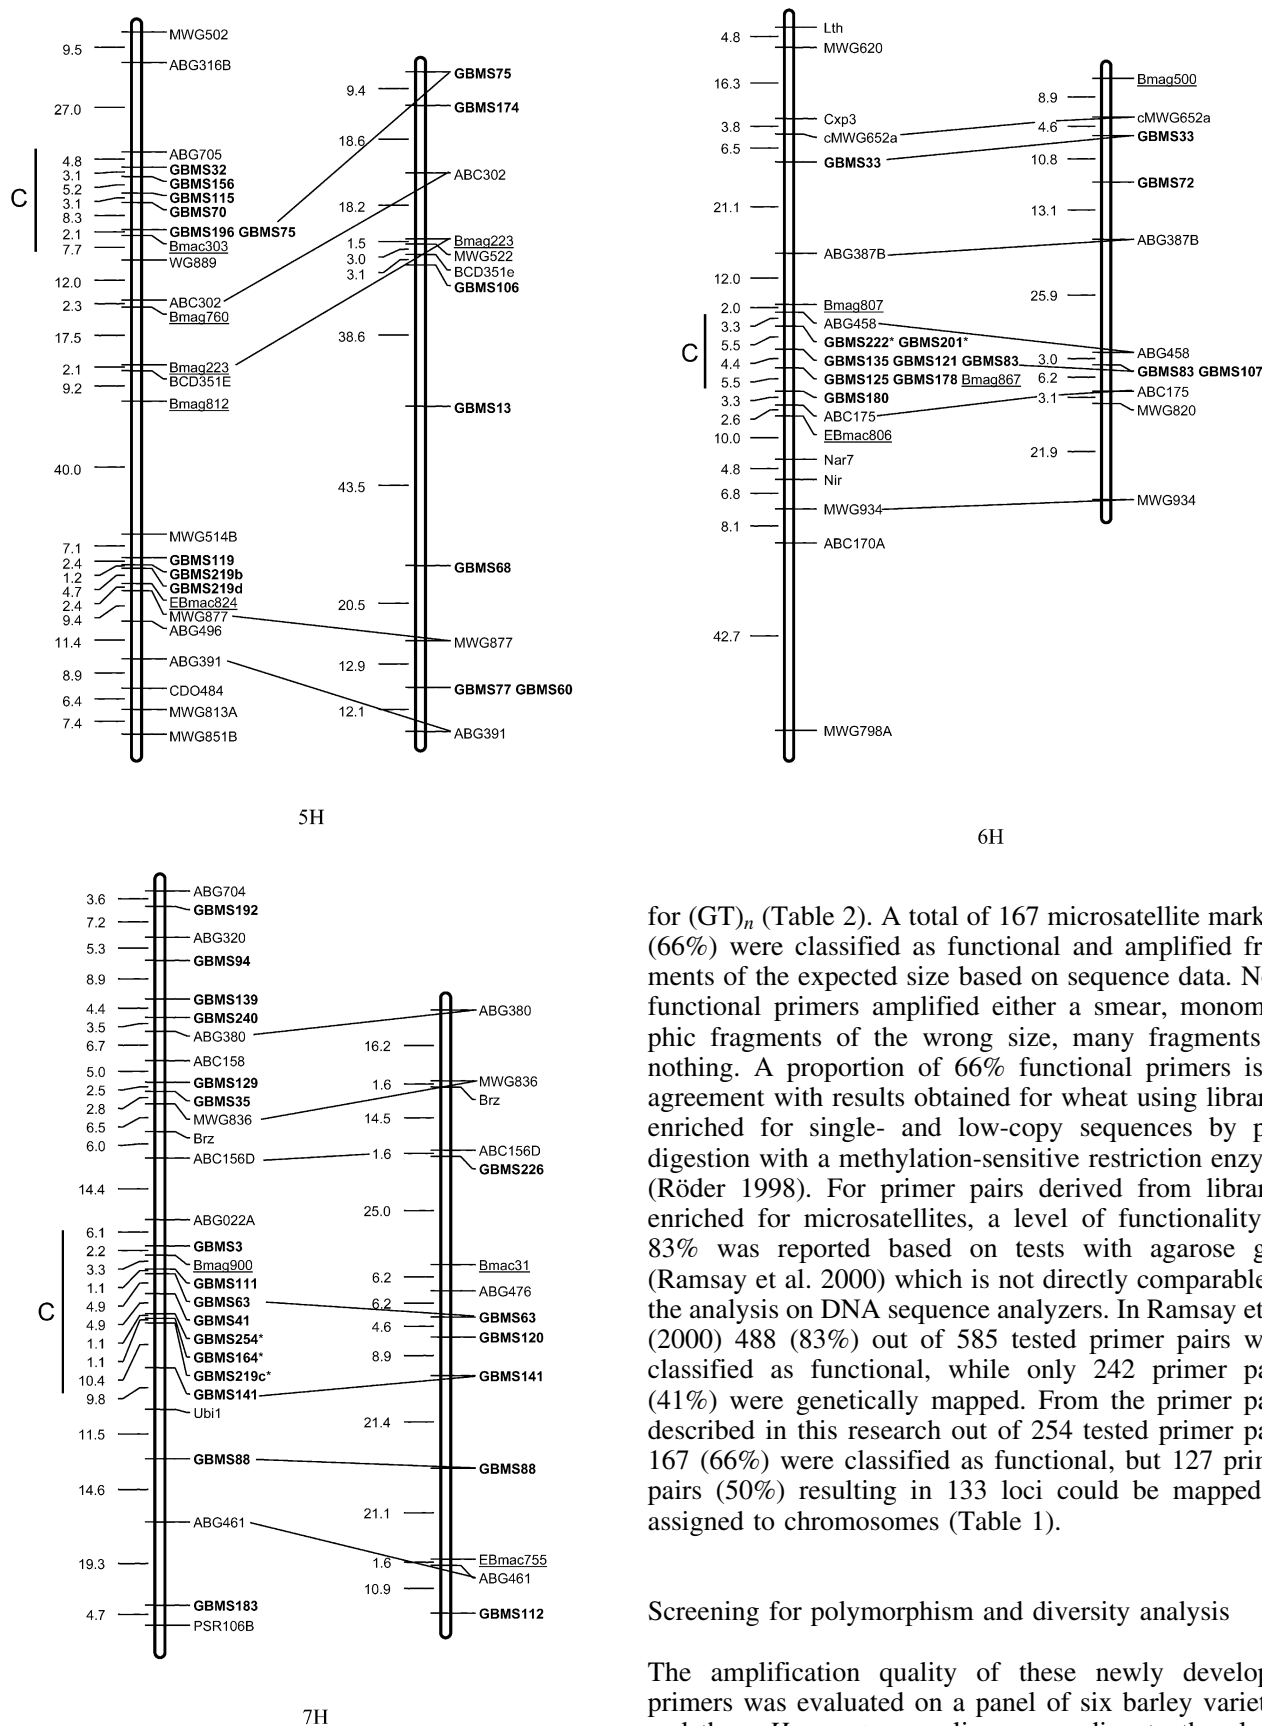 9.5
27.0
4.8
3.1
5.2
3.1
8.3
2.1
7.7
12.0
2.3
17.5
2.1
9.2
40.0
7.1
2.4
1.2
4.7
2.4
9.4
11.4
8.9
6.4
7.4
C
MWG502
ABG316B
ABG705
GBMS32
GBMS156
GBMS115
GBMS70
GBMS196 GBMS75
Bmac303
WG889
ABC302
Bmag760
Bmag223
BCD351E
Bmag812
MWG514B
GBMS119
GBMS219b
GBMS219d
EBmac824
MWG877
ABG496
ABG391
CDO484
MWG813A
MWG851B
9.4
18.6
18.2
1.5
3.0
3.1
38.6
43.5
20.5
12.9
12.1
GBMS75
GBMS174
ABC302
Bmag223
MWG522
BCD351e
GBMS106
GBMS13
GBMS68
MWG877
GBMS77 GBMS60
ABG391
5H
4.8
16.3
3.8
6.5
21.1
12.0
2.0
3.3
5.5
4.4
5.5
3.3
2.6
10.0
4.8
6.8
8.1
42.7
C
Lth
MWG620
Cxp3
cMWG652a
GBMS33
ABG387B
Bmag807
ABG458
GBMS222* GBMS201*
GBMS135 GBMS121 GBMS83
GBMS125 GBMS178 Bmag867
GBMS180
ABC175
EBmac806
Nar7
Nir
MWG934
ABC170A
MWG798A
8.9
4.6
10.8
13.1
25.9
3.0
6.2
3.1
21.9
Bmag500
cMWG652a
GBMS33
GBMS72
ABG387B
ABG458
GBMS83 GBMS107
ABC175
MWG820
MWG934
6H
3.6
7.2
5.3
8.9
4.4
3.5
6.7
5.0
2.5
2.8
6.5
6.0
14.4
6.1
2.2
3.3
1.1
4.9
4.9
1.1
1.1
10.4
9.8
11.5
14.6
19.3
4.7
C
ABG704
GBMS192
ABG320
GBMS94
GBMS139
GBMS240
ABG380
ABC158
GBMS129
GBMS35
MWG836
Brz
ABC156D
ABG022A
GBMS3
Bmag900
GBMS111
GBMS63
GBMS41
GBMS254*
GBMS164*
GBMS219c*
GBMS141
Ubi1
GBMS88
ABG461
GBMS183
PSR106B
16.2
1.6
14.5
1.6
25.0
6.2
6.2
4.6
8.9
21.4
21.1
1.6
10.9
ABG380
MWG836
Brz
ABC156D
GBMS226
Bmac31
ABG476
GBMS63
GBMS120
GBMS141
GBMS88
EBmac755
ABG461
GBMS112
7H
for (GT)n (Table 2). A total of 167 microsatellite mark
(66%) were classified as functional and amplified fr
ments of the expected size based on sequence data. N
functional primers amplified either a smear, monom
phic fragments of the wrong size, many fragments
nothing. A proportion of 66% functional primers is
agreement with results obtained for wheat using librar
enriched for single- and low-copy sequences by p
digestion with a methylation-sensitive restriction enzy
(Röder 1998). For primer pairs derived from librar
enriched for microsatellites, a level of functionality
83% was reported based on tests with agarose g
(Ramsay et al. 2000) which is not directly comparable
the analysis on DNA sequence analyzers. In Ramsay et
(2000) 488 (83%) out of 585 tested primer pairs w
classified as functional, while only 242 primer pa
(41%) were genetically mapped. From the primer pa
described in this research out of 254 tested primer pa
167 (66%) were classified as functional, but 127 prin
pairs (50%) resulting in 133 loci could be mapped
assigned to chromosomes (Table 1).
Screening for polymorphism and diversity analysis
The amplification quality of these newly develop
primers was evaluated on a panel of six barley variet